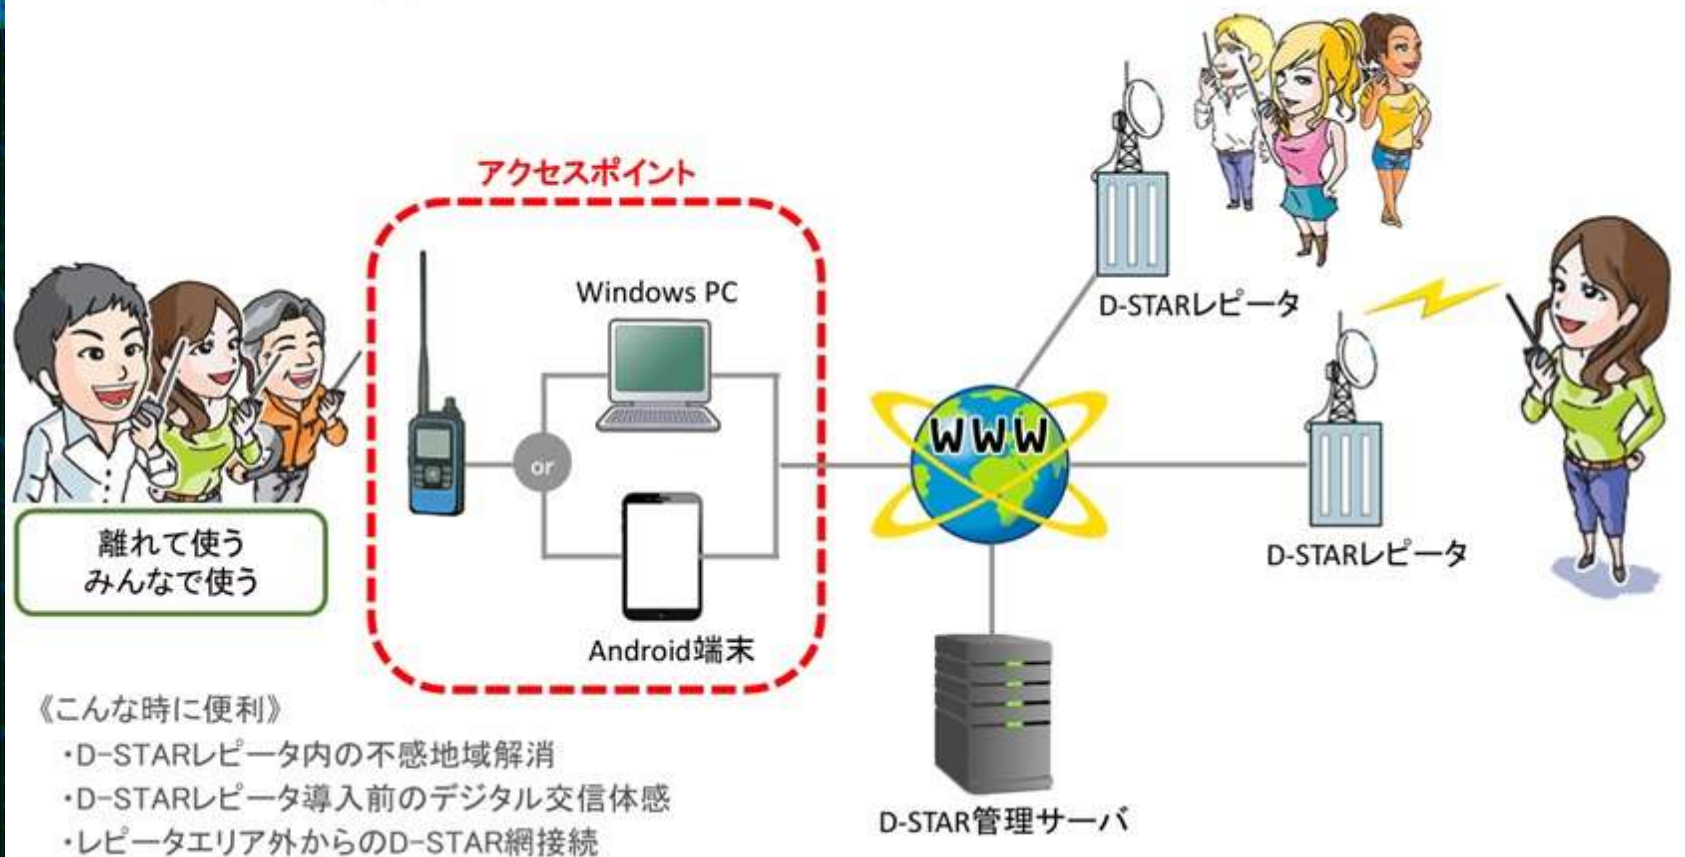 アクセスポイント
Windows PC
or
Android端末
離れて使う
みんなで使う
WWW
D-STARレピータ
D-STARレピータ
D-STAR管理サーバ
《こんな時に便利》
・D-STARレピータ内の不感地域解消
・D-STARレピータ導入前のデジタル交信体感
・レピータエリア外からのD-STAR網接続